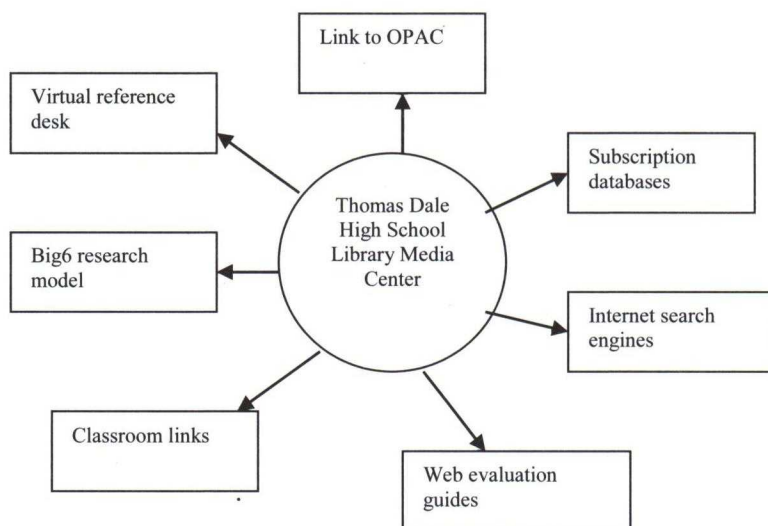 Link to OPAC
Virtual reference
desk
Subscription
databases
Thomas Dale
High School
Library Media
Center
Big6 research
model
Internet search
engines
Classroom links
Web evaluation
guides